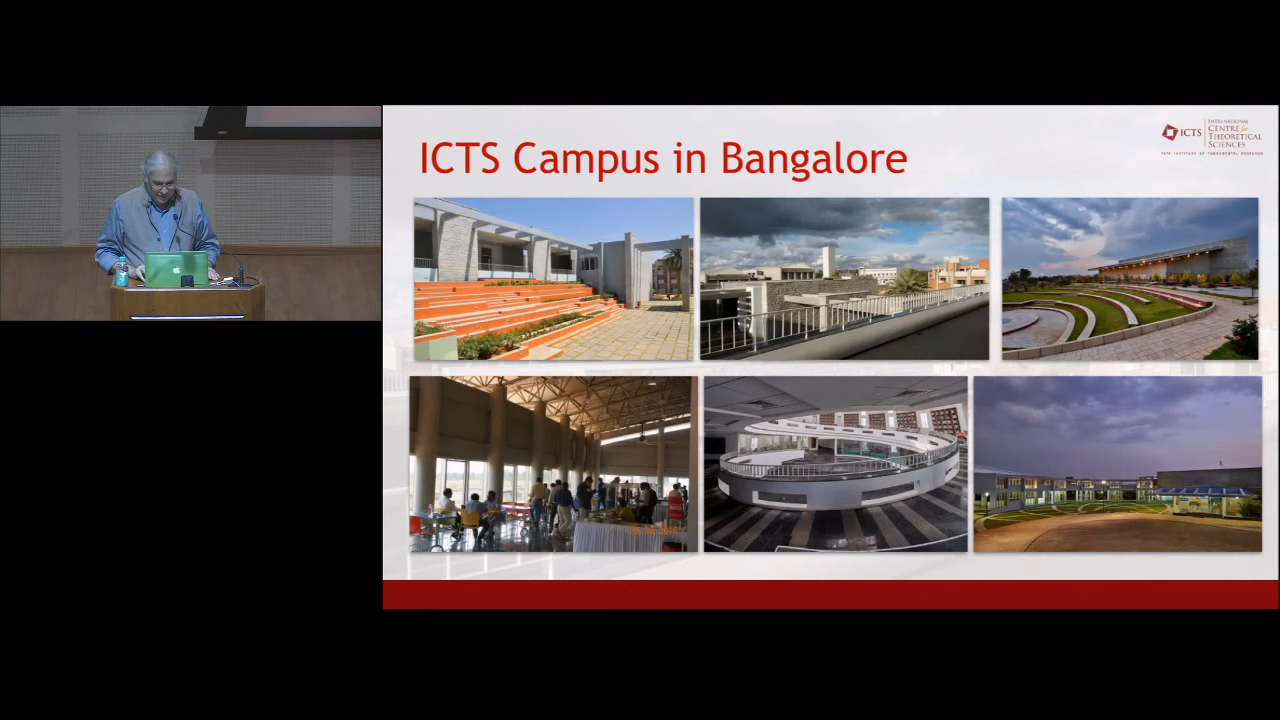 ICTS Campus in Bangalore
ICTS
INTERNATIONAL
CENTRE for
THEORETICAL
SCIENCES
TATA INSTITUTE OF FUNDAMENTAL RESEARCH